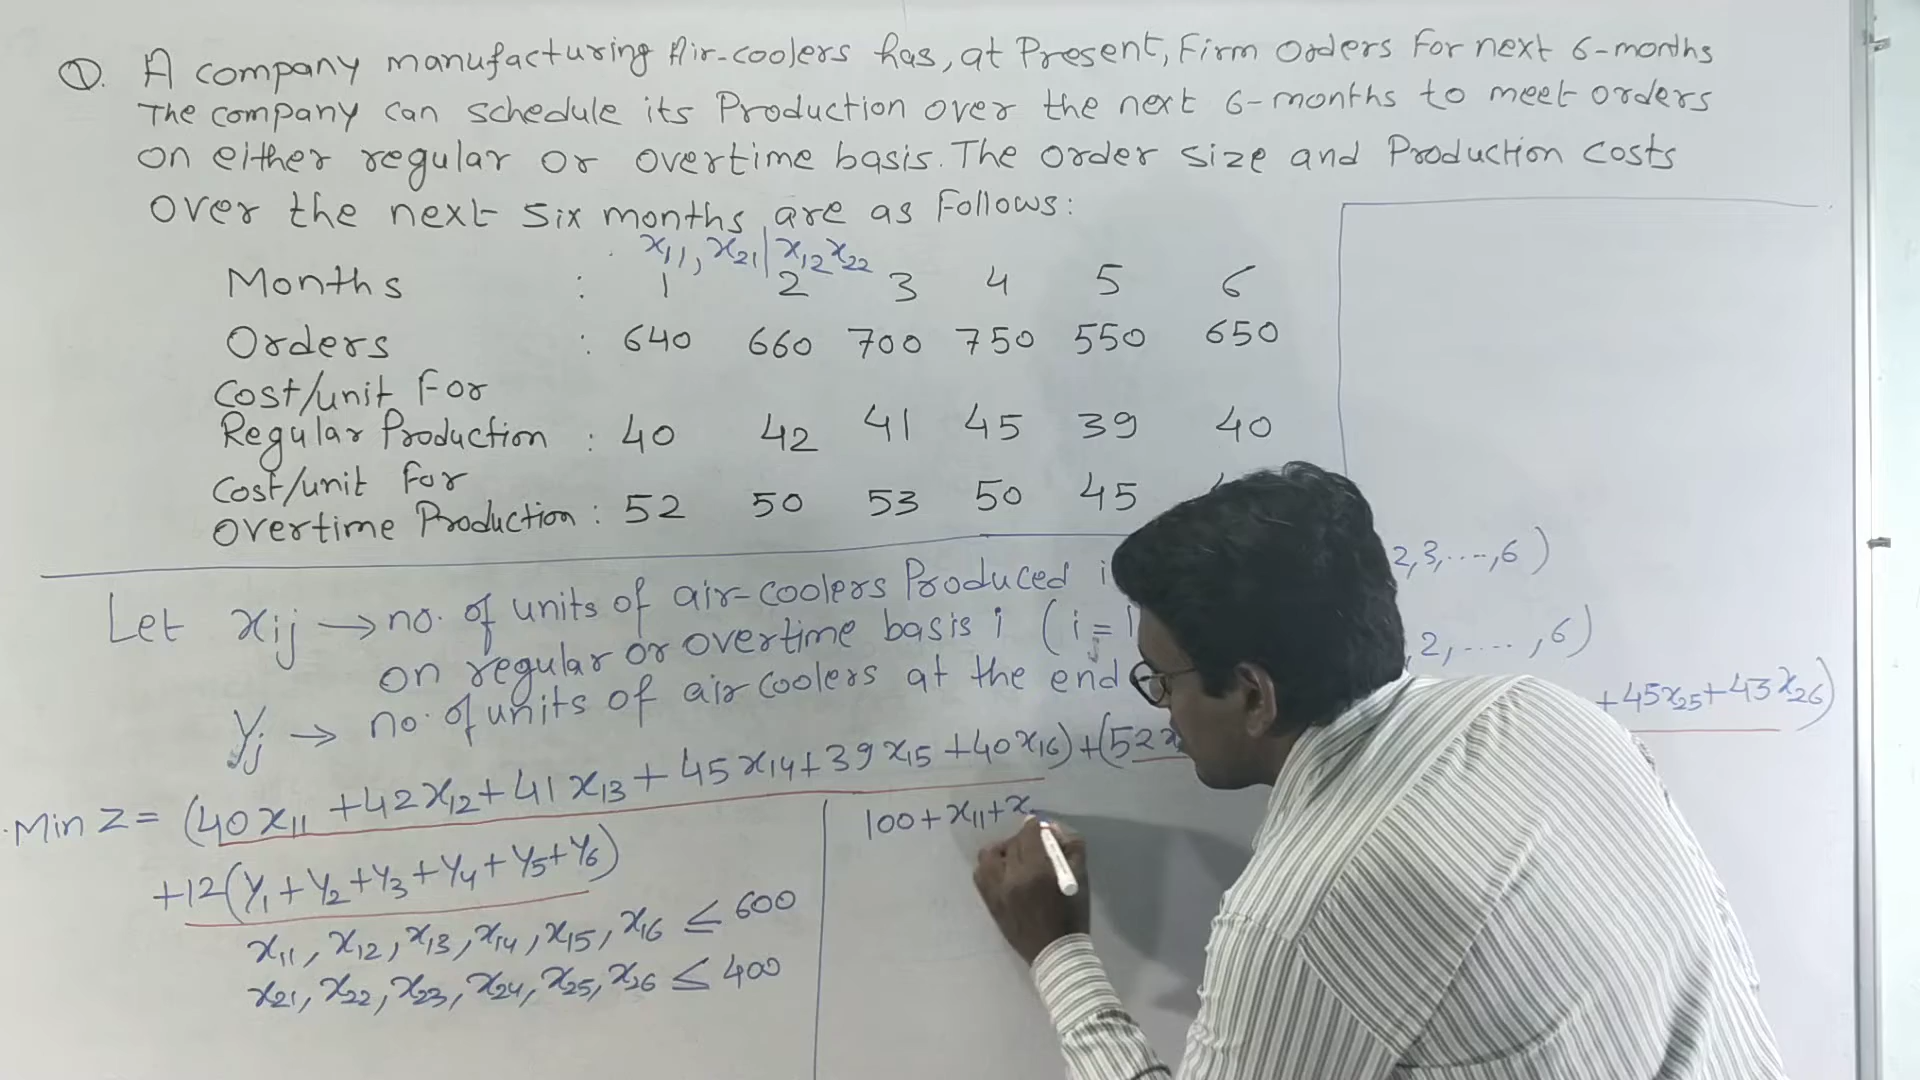 ①. A company manufacturing Air-coolers has, at Present, Firm orders For next 6-months
The company can schedule its Production over the next 6-months to meet orders
on either regular or overtime basis. The order size and Production costs
over the next six months are as Follows:
x₁₁, x₂₁ | x₁₂ x₂₂
Months : 1 2 3 4 5 6
Orders : 640 660 700 750 550 650
Cost/unit For
Regular Production : 40 42 41 45 39 40
Cost/unit For
Overtime Production : 52 50 53 50 45
Let xij → no. of units of air-coolers Produced 2,3,....,6)
on regular or overtime basis i (i=1 ,2,....,6)
Yj → no. of units of air coolers at the end
Min Z = (40x₁₁ +42x₁₂+41x₁₃+45x₁₄+39x₁₅+40x₁₆)+(52x +45x₂₅+43x₂₆)
+12(Y₁+Y₂+Y₃+Y₄+Y₅+Y₆)
x₁₁, x₁₂, x₁₃, x₁₄, x₁₅, x₁₆ ≤ 600
x₂₁, x₂₂, x₂₃, x₂₄, x₂₅, x₂₆ ≤ 400
100+x₁₁+x